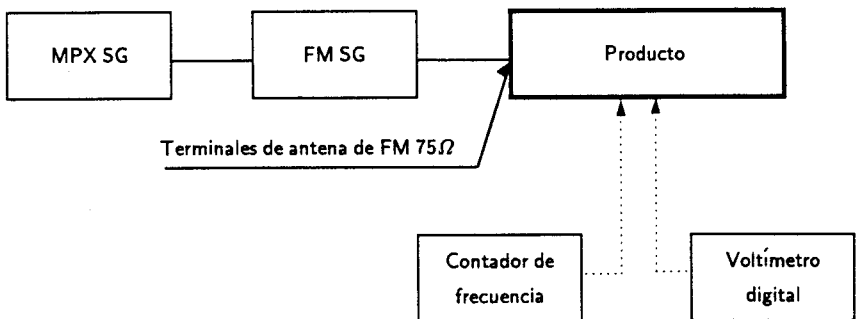 MPX SG
FM SG
Producto
Terminales de antena de FM 75Ω
Contador de
frecuencia
Voltímetro
digital